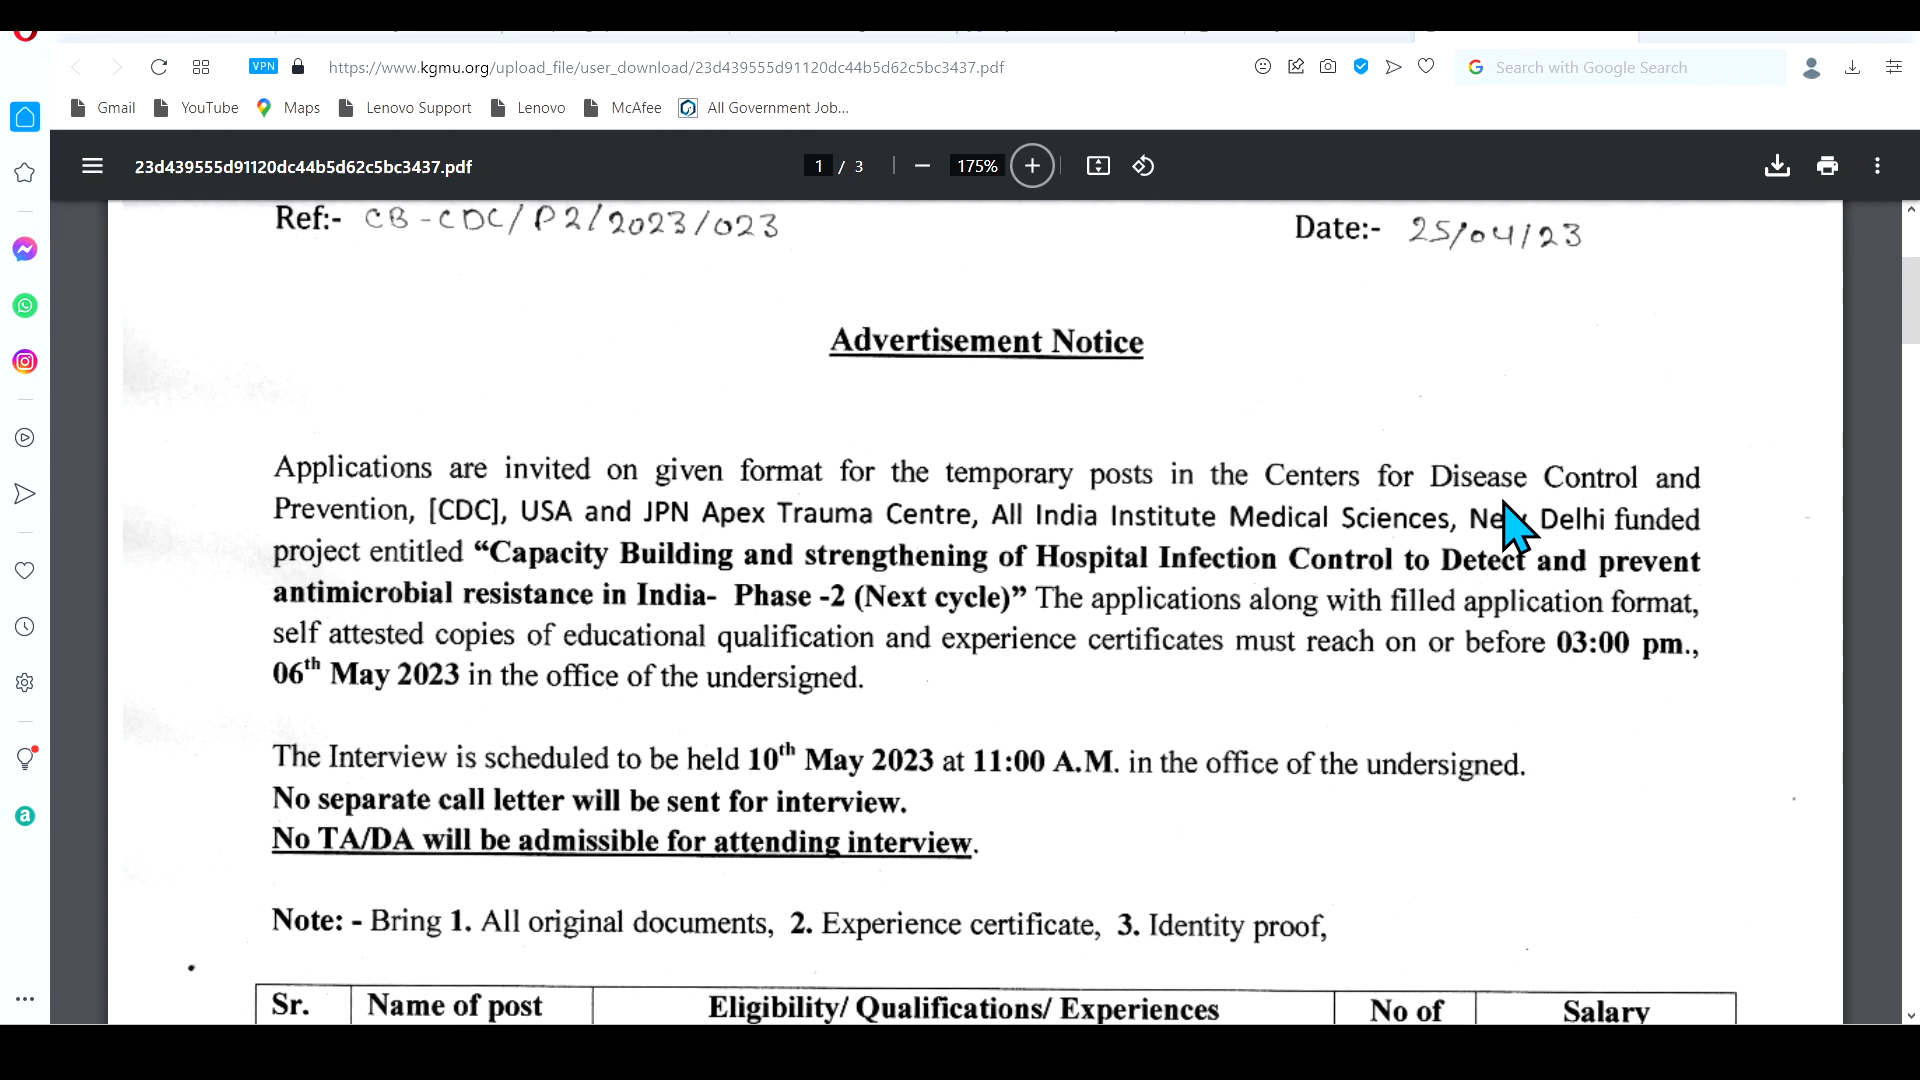 VPN https://www.kgmu.org/upload_file/user_download/23d439555d91120dc44b5d62c5bc3437.pdf Search with Google Search
Gmail YouTube Maps Lenovo Support Lenovo McAfee All Government Job...
23d439555d91120dc44b5d62c5bc3437.pdf 1 / 3 175%
Ref:- CB-CDC/P2/2023/023 Date:- 25/04/23
Advertisement Notice
Applications are invited on given format for the temporary posts in the Centers for Disease Control and
Prevention, [CDC], USA and JPN Apex Trauma Centre, All India Institute Medical Sciences, New Delhi funded
project entitled “Capacity Building and strengthening of Hospital Infection Control to Detect and prevent
antimicrobial resistance in India- Phase -2 (Next cycle)” The applications along with filled application format,
self attested copies of educational qualification and experience certificates must reach on or before 03:00 pm.,
06th May 2023 in the office of the undersigned.
The Interview is scheduled to be held 10th May 2023 at 11:00 A.M. in the office of the undersigned.
No separate call letter will be sent for interview.
No TA/DA will be admissible for attending interview.
Note: - Bring 1. All original documents, 2. Experience certificate, 3. Identity proof,
Sr. Name of post Eligibility/ Qualifications/ Experiences No of Salary